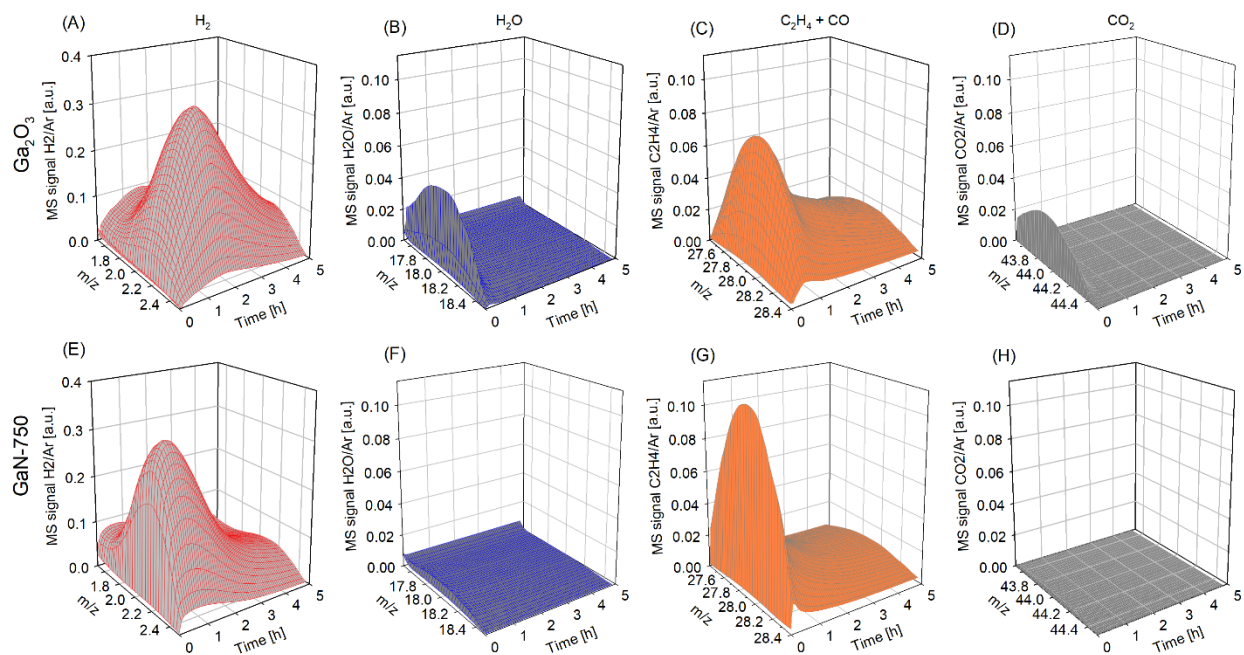 (A) H₂
MS signal H2/Ar [a.u.]
0.4
0.3
0.2
0.1
0.0
1.8
2.0
2.2
2.4
m/z
0 1 2 3 4 5
Time [h]
(B) H₂O
MS signal H2O/Ar [a.u.]
0.10
0.08
0.06
0.04
0.02
0.00
17.8
18.0
18.2
18.4
m/z
0 1 2 3 4 5
Time [h]
(C) C₂H₄ + CO
MS signal C2H4/Ar [a.u.]
0.10
0.08
0.06
0.04
0.02
0.00
27.6
27.8
28.0
28.2
28.4
m/z
0 1 2 3 4 5
Time [h]
(D) CO₂
MS signal CO2/Ar [a.u.]
0.10
0.08
0.06
0.04
0.02
0.00
43.8
44.0
44.2
44.4
m/z
0 1 2 3 4 5
Time [h]
Ga₂O₃
(E)
MS signal H2/Ar [a.u.]
0.4
0.3
0.2
0.1
0.0
1.8
2.0
2.2
2.4
m/z
0 1 2 3 4 5
Time [h]
(F)
MS signal H2O/Ar [a.u.]
0.10
0.08
0.06
0.04
0.02
0.00
17.8
18.0
18.2
18.4
m/z
0 1 2 3 4 5
Time [h]
(G)
MS signal C2H4/Ar [a.u.]
0.10
0.08
0.06
0.04
0.02
0.00
27.6
27.8
28.0
28.2
28.4
m/z
0 1 2 3 4 5
Time [h]
(H)
MS signal CO2/Ar [a.u.]
0.10
0.08
0.06
0.04
0.02
0.00
43.8
44.0
44.2
44.4
m/z
0 1 2 3 4 5
Time [h]
GaN-750